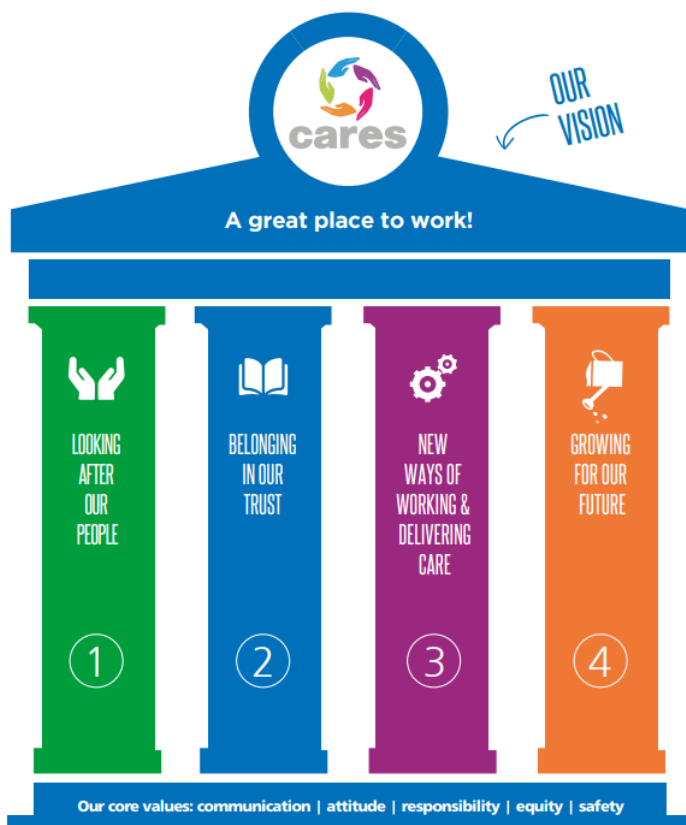 cares
OUR
VISION
A great place to work!
LOOKING
AFTER
OUR
PEOPLE
1
BELONGING
IN OUR
TRUST
2
NEW
WAYS OF
WORKING &
DELIVERING
CARE
3
GROWING
FOR OUR
FUTURE
4
Our core values: communication | attitude | responsibility | equity | safety